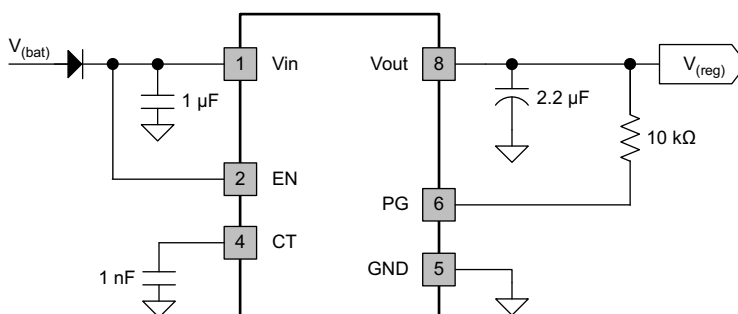 V(bat)
1 Vin
Vout 8
V(reg)
1 µF
2.2 µF
10 kΩ
2 EN
PG 6
4 CT
GND 5
1 nF